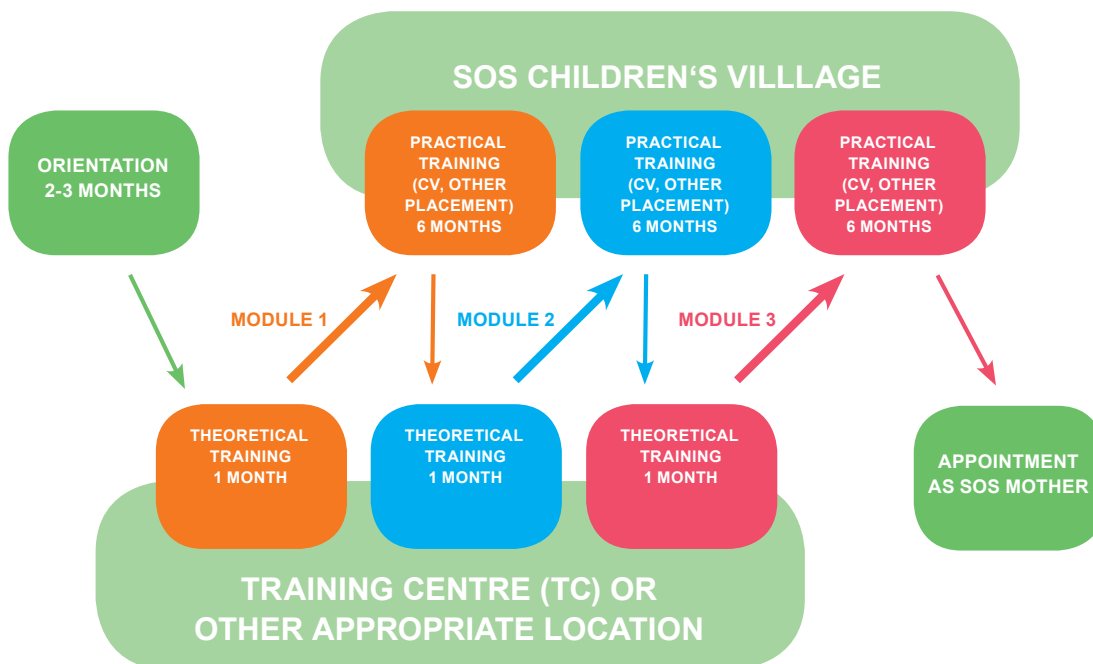 SOS CHILDREN‘S VILLLAGE
ORIENTATION
2-3 MONTHS
PRACTICAL
TRAINING
(CV, OTHER
PLACEMENT)
6 MONTHS
PRACTICAL
TRAINING
(CV, OTHER
PLACEMENT)
6 MONTHS
PRACTICAL
TRAINING
(CV, OTHER
PLACEMENT)
6 MONTHS
MODULE 1
MODULE 2
MODULE 3
THEORETICAL
TRAINING
1 MONTH
THEORETICAL
TRAINING
1 MONTH
THEORETICAL
TRAINING
1 MONTH
APPOINTMENT
AS SOS MOTHER
TRAINING CENTRE (TC) OR
OTHER APPROPRIATE LOCATION